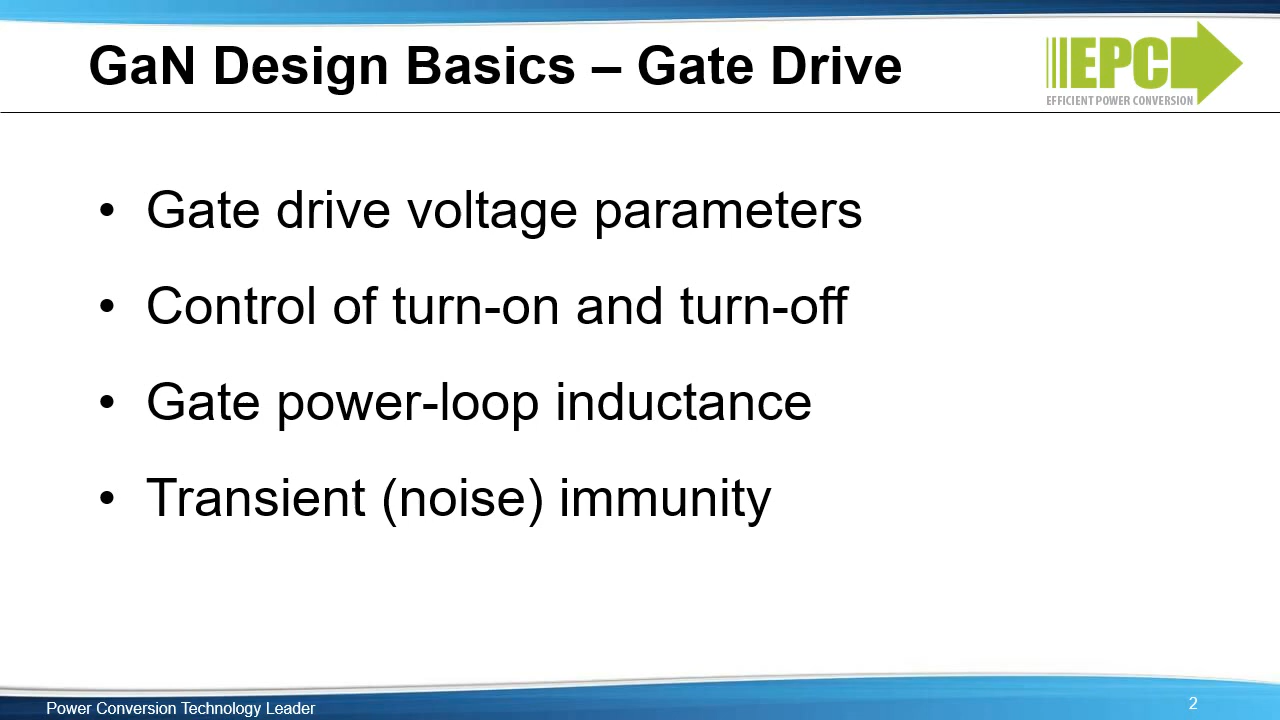 GaN Design Basics – Gate Drive
EPC
EFFICIENT POWER CONVERSION
• Gate drive voltage parameters
• Control of turn-on and turn-off
• Gate power-loop inductance
• Transient (noise) immunity
Power Conversion Technology Leader
2